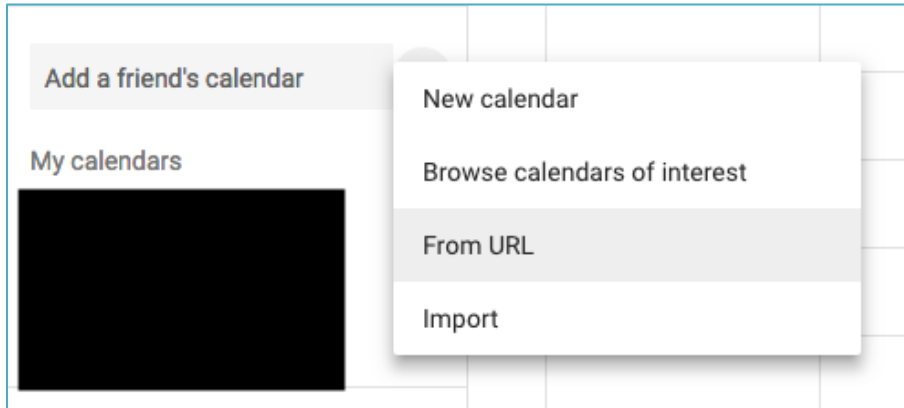 Add a friend's calendar
My calendars
New calendar
Browse calendars of interest
From URL
Import